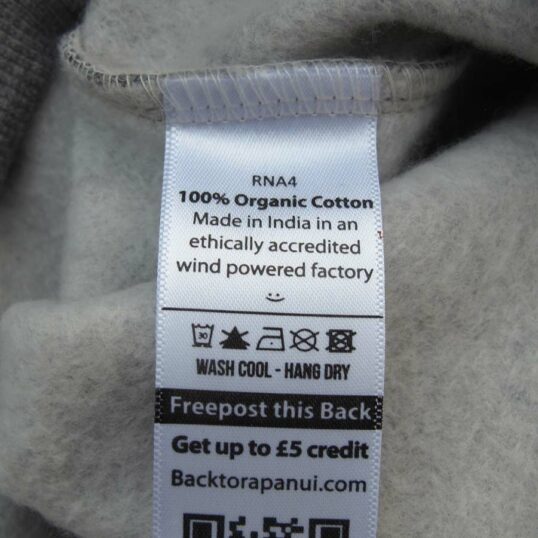 RNA4
100% Organic Cotton
Made in India in an
ethically accredited
wind powered factory
:)
30
WASH COOL - HANG DRY
Freepost this Back
Get up to £5 credit
Backtorapanui.com